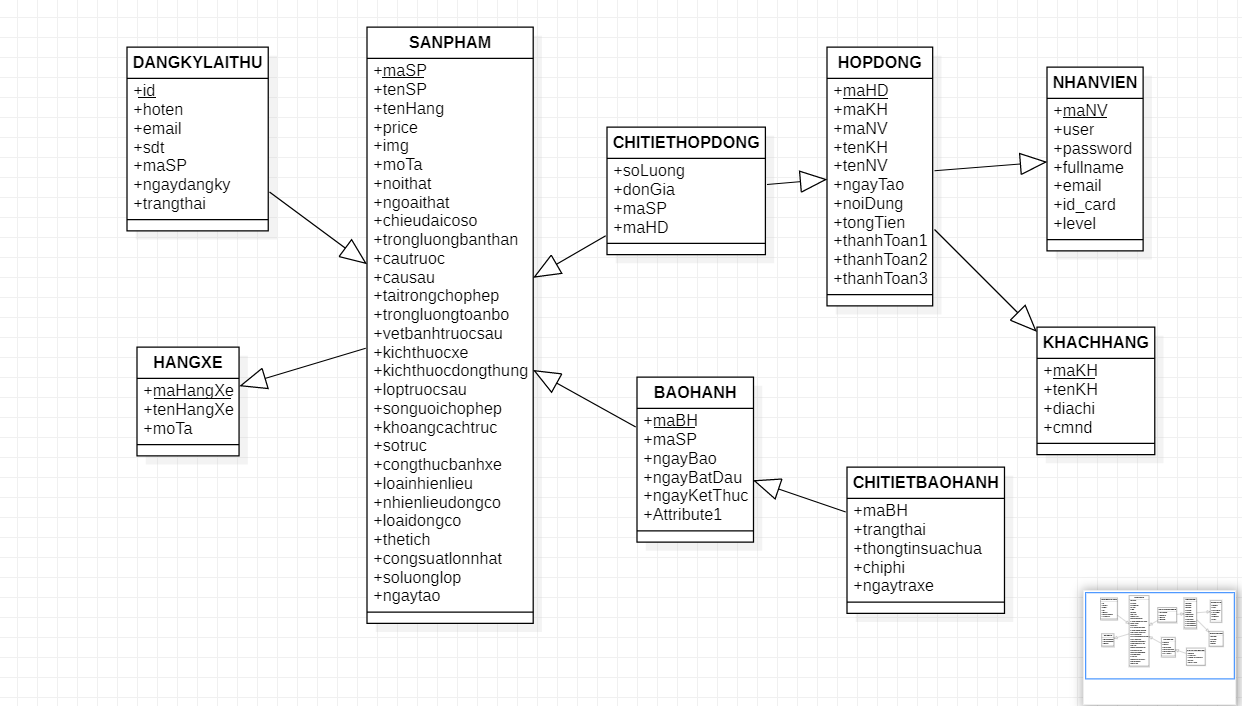 DANGKYLAITHU
+id
+hoten
+email
+sdt
+maSP
+ngaydangky
+trangthai
SANPHAM
+maSP
+tenSP
+tenHang
+price
+img
+moTa
+noithat
+ngoaithat
+chieudaicoso
+trongluongbanthan
+cautruoc
+causau
+taitrongchophep
+trongluongtoanbo
+vetbanhtruocsau
+kichthuocxe
+kichthuocdongthung
+loptruocsau
+songuoichophep
+khoangcachtruc
+sotruc
+congthucbanhxe
+loainhienlieu
+nhienlieudongco
+loaidongco
+thetich
+congsuatlonnhat
+soluonglop
+ngaytao
HANGXE
+maHangXe
+tenHangXe
+moTa
CHITIETHOPDONG
+soLuong
+donGia
+maSP
+maHD
HOPDONG
+maHD
+maKH
+maNV
+tenKH
+tenNV
+ngayTao
+noiDung
+tongTien
+thanhToan1
+thanhToan2
+thanhToan3
NHANVIEN
+maNV
+user
+password
+fullname
+email
+id_card
+level
KHACHHANG
+maKH
+tenKH
+diachi
+cmnd
BAOHANH
+maBH
+maSP
+ngayBao
+ngayBatDau
+ngayKetThuc
+Attribute1
CHITIETBAOHANH
+maBH
+trangthai
+thongtinsuachua
+chiphi
+ngaytraxe